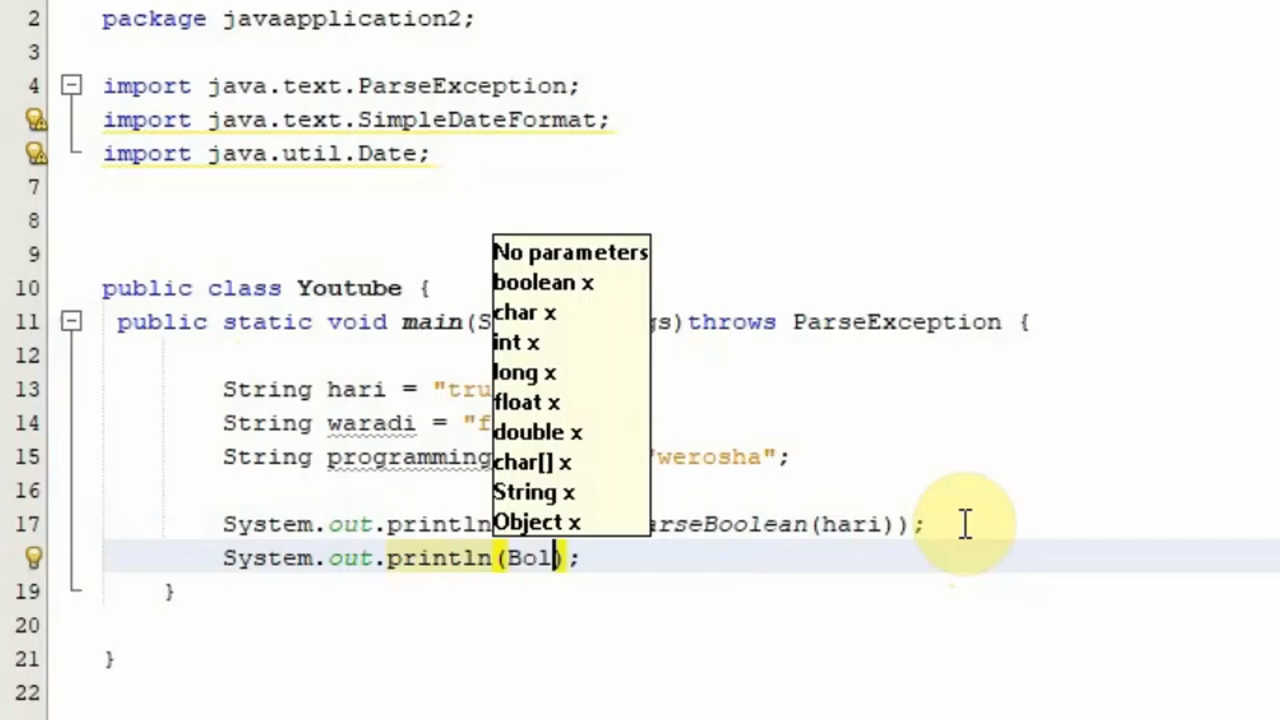 2 package javaapplication2;
3
4 import java.text.ParseException;
import java.text.SimpleDateFormat;
import java.util.Date;
7
8
9
10 public class Youtube {
11 public static void main(S gs)throws ParseException {
12
13 String hari = "tru
14 String waradi = "f
15 String programming "werosha";
16
17 System.out.println arseBoolean(hari));
System.out.println(Bol);
19 }
20
21 }
22
No parameters
boolean x
char x
int x
long x
float x
double x
char[] x
String x
Object x